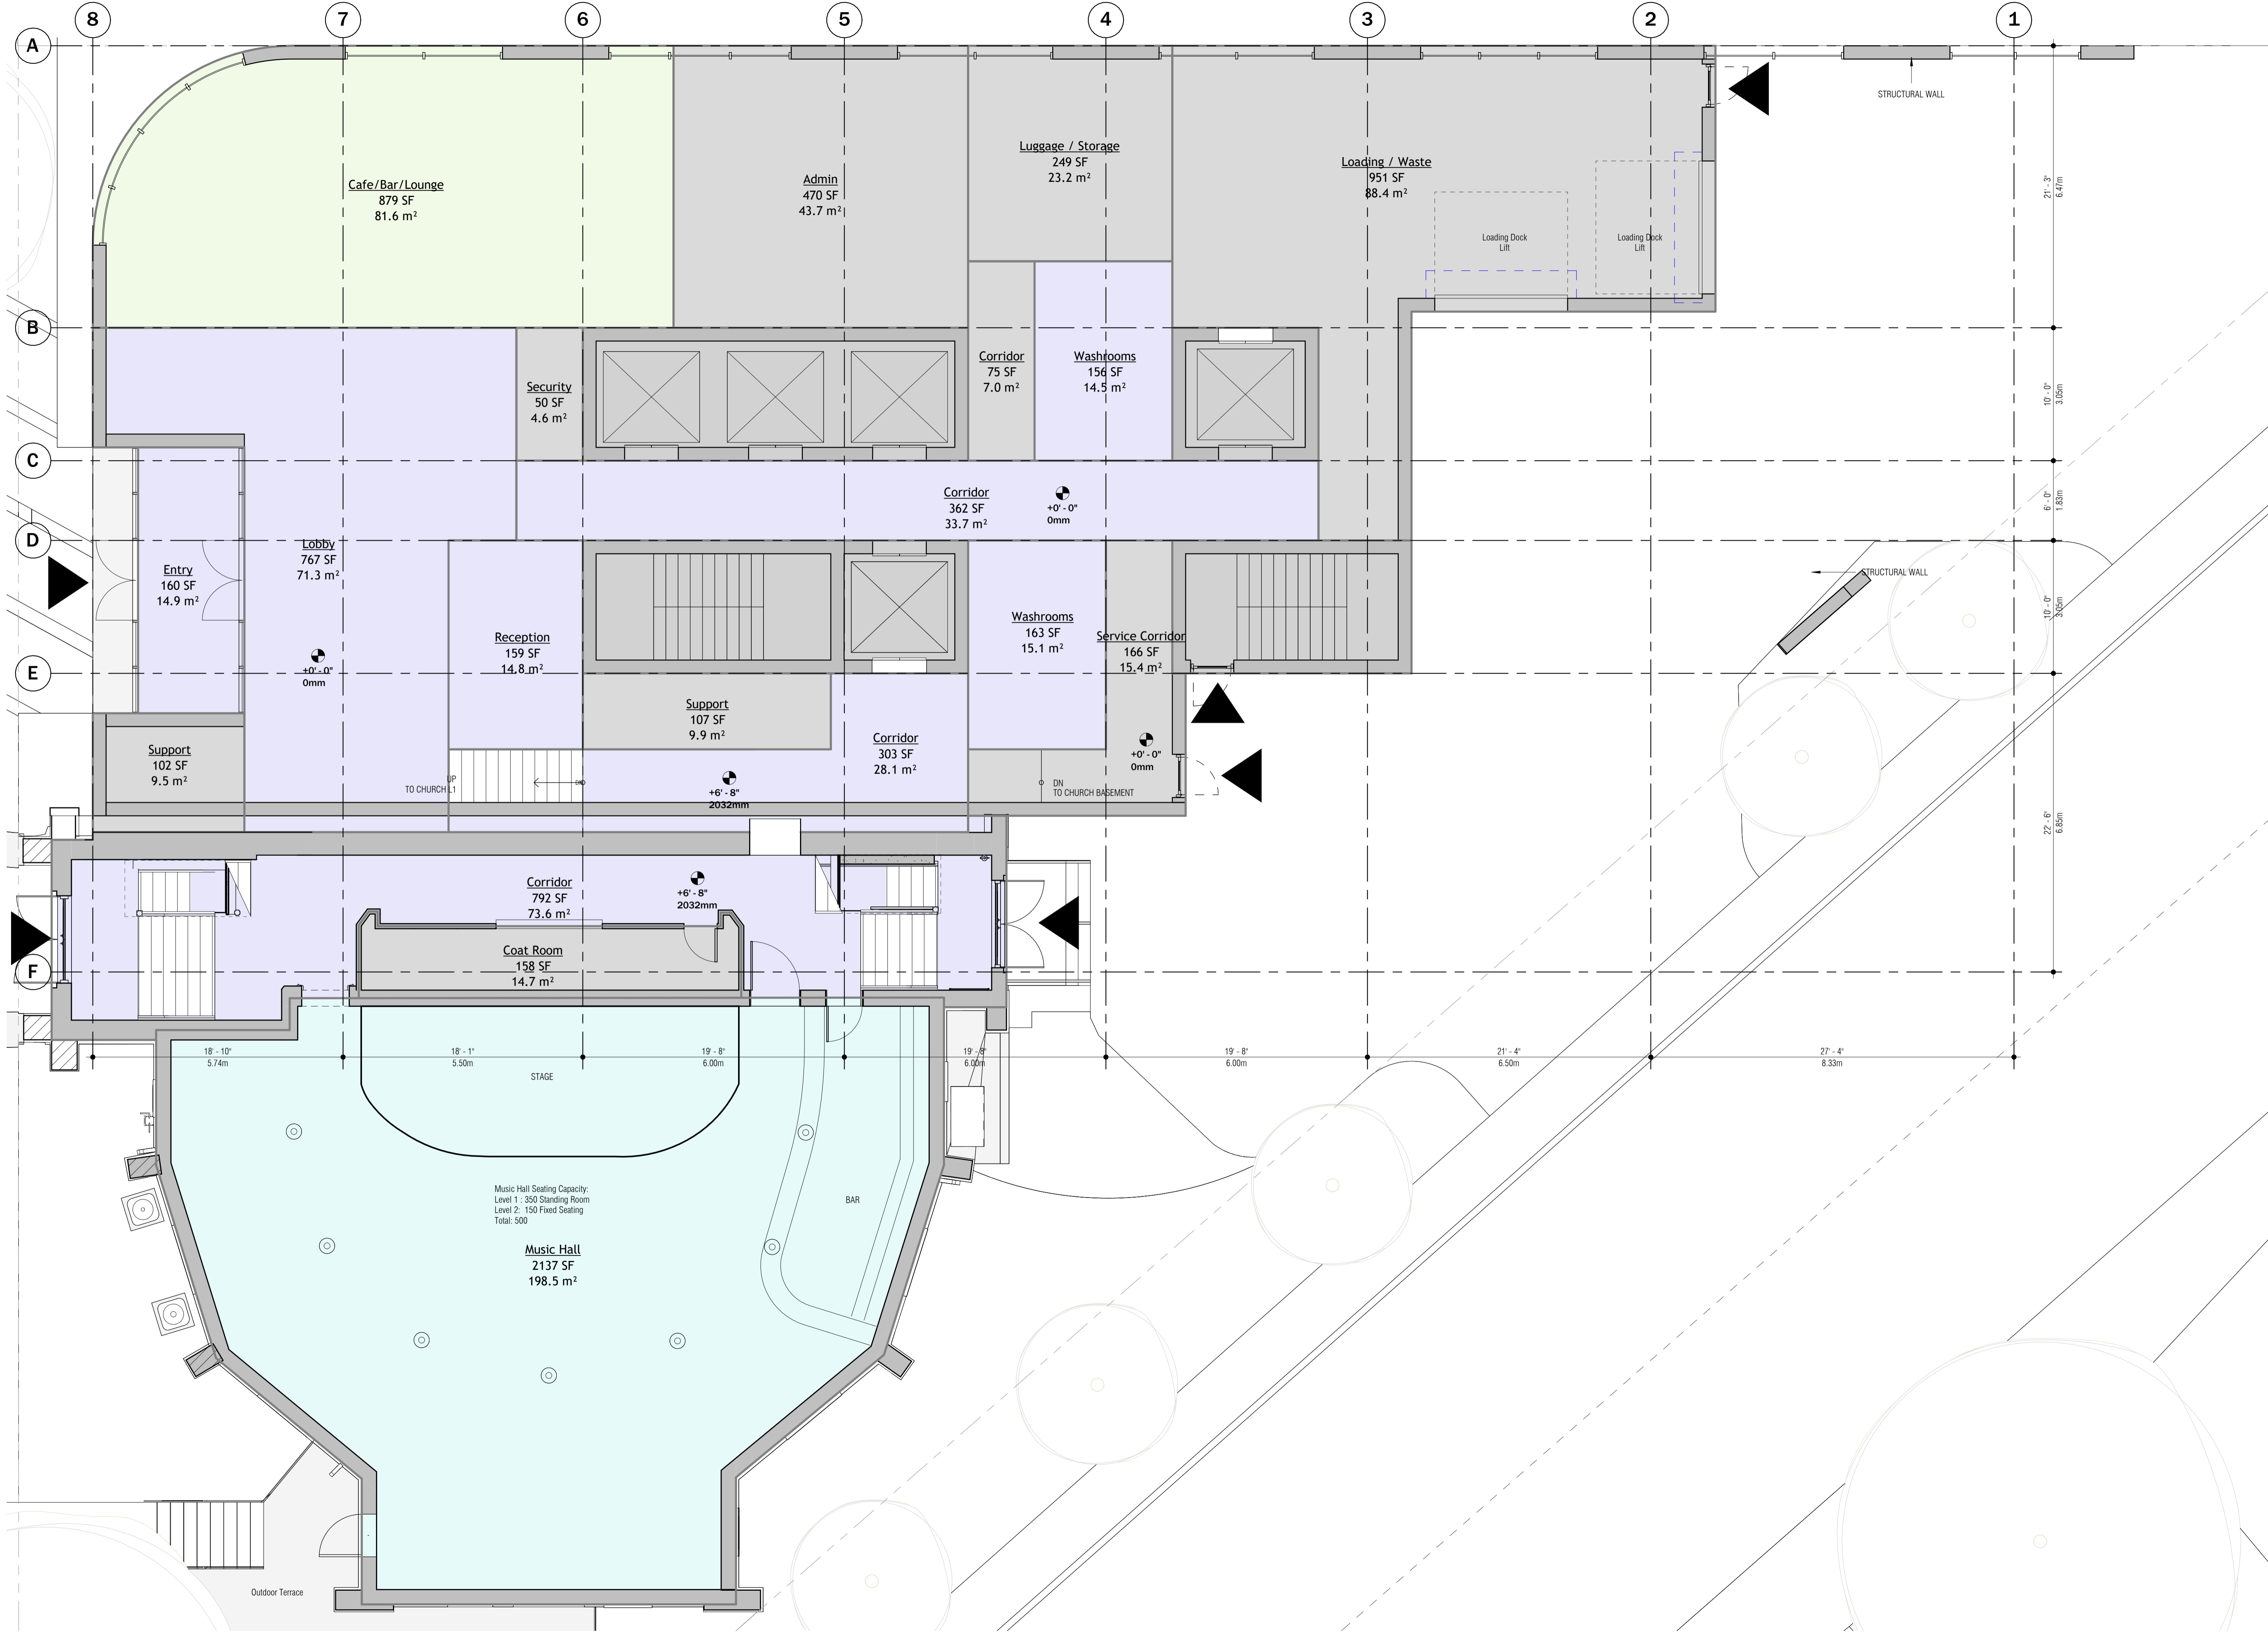 8
7
6
5
4
3
2
1
A
STRUCTURAL WALL
Cafe/Bar/Lounge
879 SF
81.6 m²
Admin
470 SF
43.7 m²
Luggage / Storage
249 SF
23.2 m²
Loading / Waste
951 SF
88.4 m²
Loading Dock
Lift
Loading Dock
Lift
21' - 3"
6.47m
B
Security
50 SF
4.6 m²
Corridor
75 SF
7.0 m²
Washrooms
156 SF
14.5 m²
10' - 0"
3.05m
C
Corridor
362 SF
33.7 m²
+0' - 0"
0mm
6' - 0"
1.83m
D
Lobby
767 SF
71.3 m²
Entry
160 SF
14.9 m²
+0' - 0"
0mm
Reception
159 SF
14.8 m²
Washrooms
163 SF
15.1 m²
Service Corridor
166 SF
15.4 m²
STRUCTURAL WALL
10' - 0"
3.05m
E
Support
107 SF
9.9 m²
Support
102 SF
9.5 m²
Corridor
303 SF
28.1 m²
+0' - 0"
0mm
UP
TO CHURCH L1
+6' - 8"
2032mm
DN
TO CHURCH BASEMENT
22' - 6"
6.85m
Corridor
792 SF
73.6 m²
+6' - 8"
2032mm
Coat Room
158 SF
14.7 m²
F
18' - 10"
5.74m
18' - 1"
5.50m
19' - 8"
6.00m
19' - 8"
6.00m
19' - 8"
6.00m
21' - 4"
6.50m
27' - 4"
8.33m
STAGE
Music Hall Seating Capacity:
Level 1 : 350 Standing Room
Level 2:  150 Fixed Seating
Total: 500
BAR
Music Hall
2137 SF
198.5 m²
Outdoor Terrace